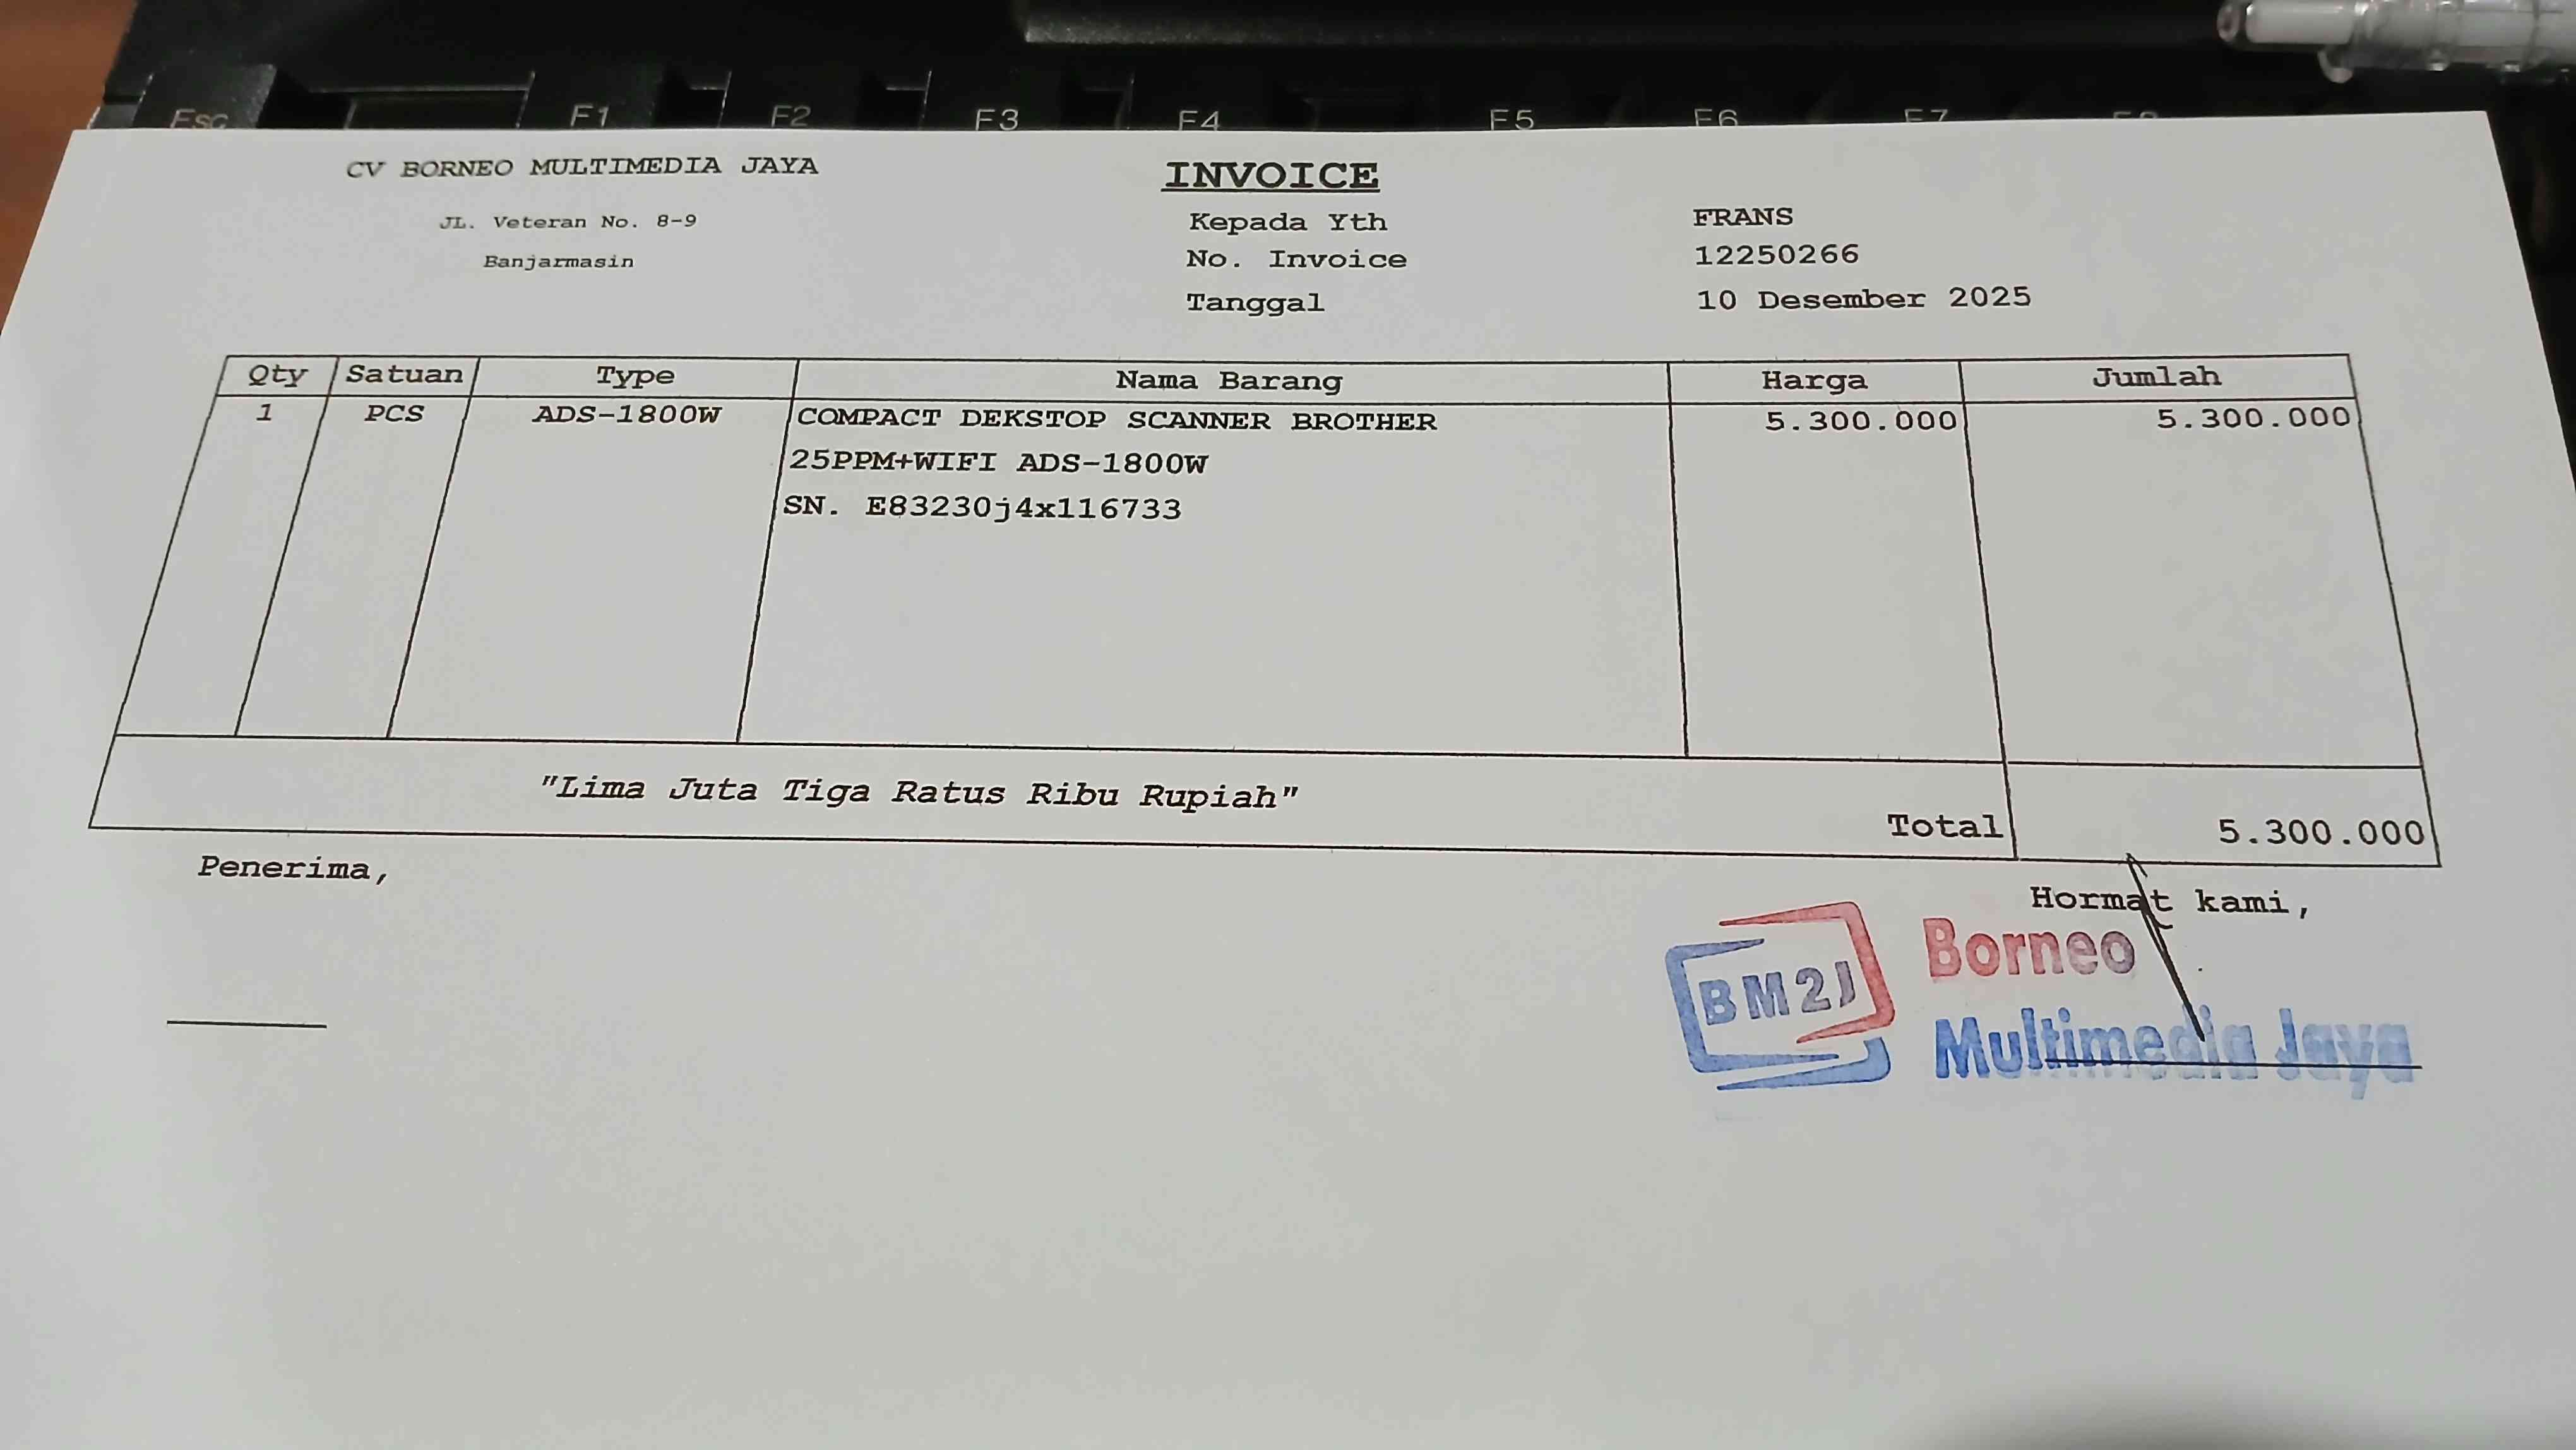 Esc F1 F2 F3 F4 F5 F6 F7 F8
CV BORNEO MULTIMEDIA JAYA
JL. Veteran No. 8-9
Banjarmasin
INVOICE
Kepada Yth FRANS
No. Invoice 12250266
Tanggal 10 Desember 2025
Qty Satuan Type Nama Barang Harga Jumlah
1 PCS ADS-1800W COMPACT DEKSTOP SCANNER BROTHER 5.300.000 5.300.000
25PPM+WIFI ADS-1800W
SN. E83230j4x116733
"Lima Juta Tiga Ratus Ribu Rupiah"
Total 5.300.000
Penerima,
Hormat kami,
BM2J
Borneo
Multimedia Jaya